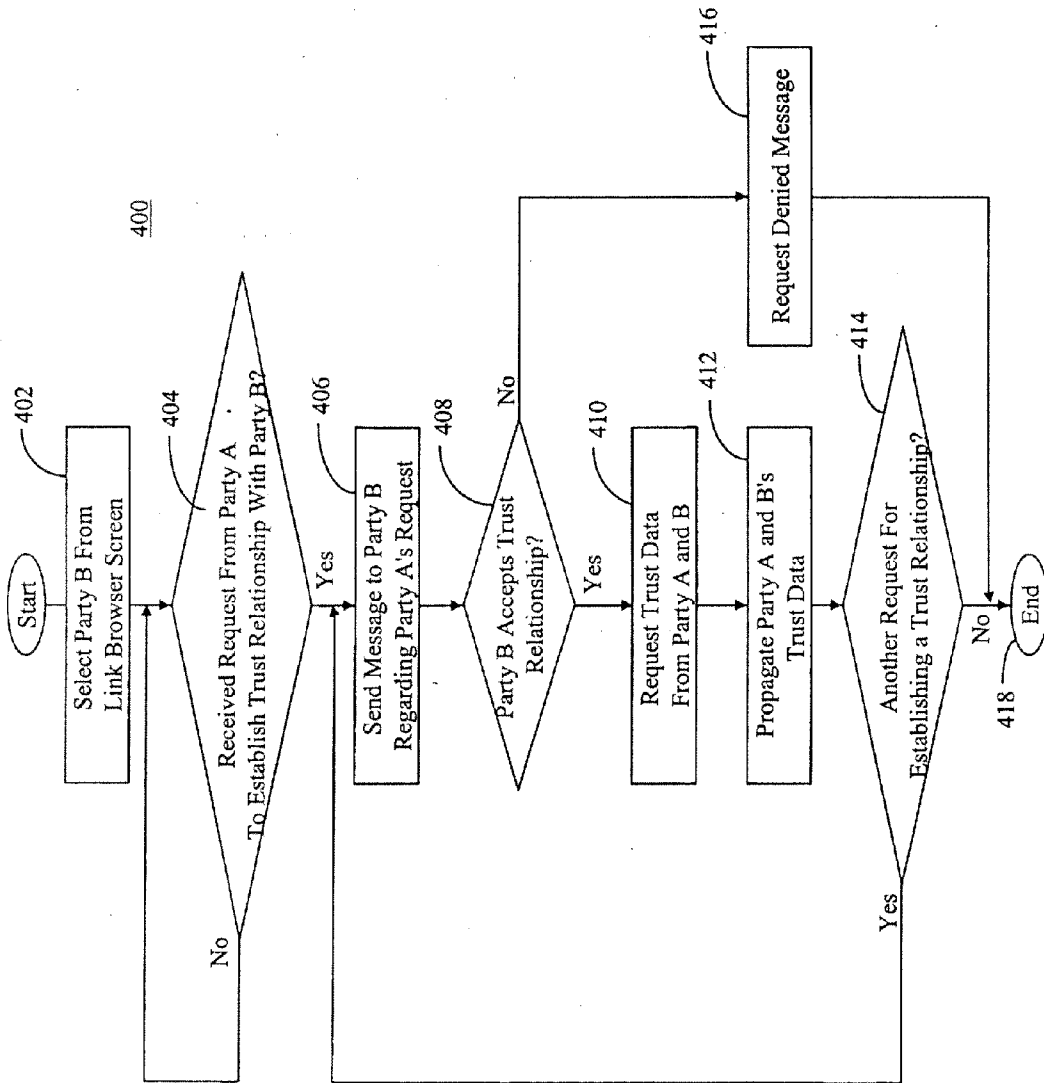 400
Start
402
Select Party B From
Link Browser Screen
404
Received Request From Party A
To Establish Trust Relationship With Party B?
No
Yes
406
Send Message to Party B
Regarding Party A's Request
408
Party B Accepts Trust
Relationship?
No
Yes
410
Request Trust Data
From Party A and B
416
Request Denied Message
412
Propagate Party A and B's
Trust Data
414
Another Request For
Establishing a Trust Relationship?
Yes
No
418
End